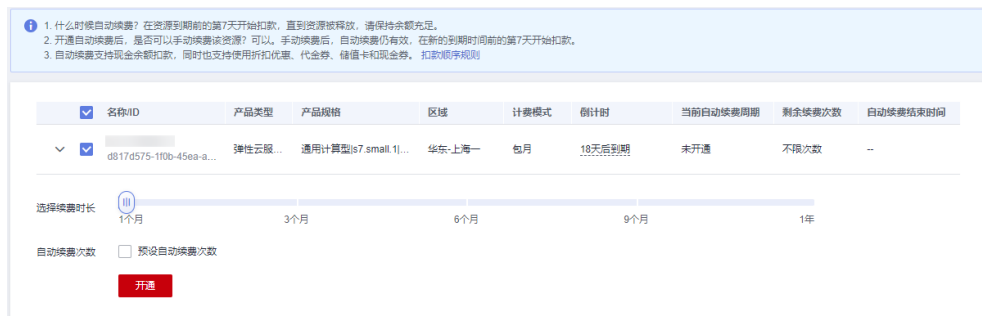 1. 什么时候自动续费？在资源到期前的第7天开始扣款，直到资源被释放，请保持余额充足。
2. 开通自动续费后，是否可以手动续费该资源？可以。手动续费后，自动续费仍有效，在新的到期时间前的第7天开始扣款。
3. 自动续费支持现金余额扣款，同时也支持使用折扣优惠、代金券、储值卡和现金券。 扣款顺序规则
名称/ID 产品类型 产品规格 区域 计费模式 倒计时 当前自动续费周期 剩余续费次数 自动续费结束时间
弹性云服... 通用计算型|s7.small.1|... 华东-上海一 包月 18天后到期 未开通 不限次数 --
d817d575-1f0b-45ea-a...
选择续费时长
1个月 3个月 6个月 9个月 1年
自动续费次数 预设自动续费次数
开通